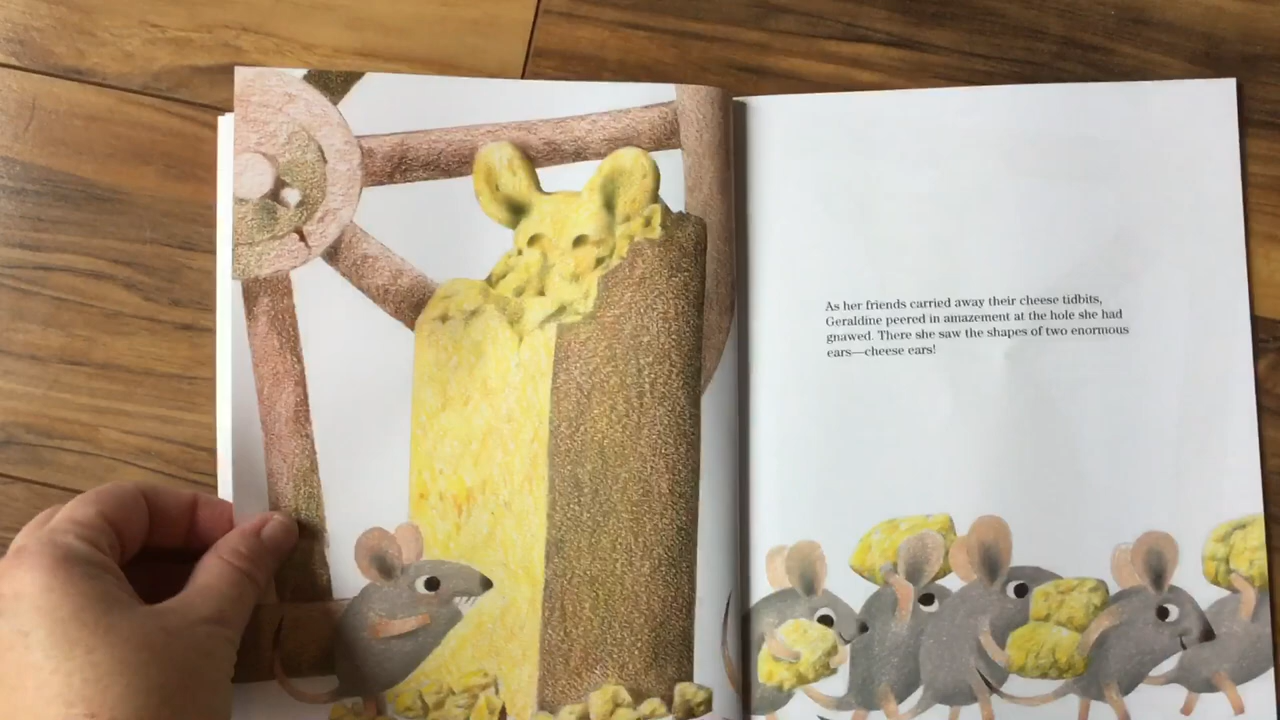 As her friends carried away their cheese tidbits,
Geraldine peered in amazement at the hole she had
gnawed. There she saw the shapes of two enormous
ears—cheese ears!